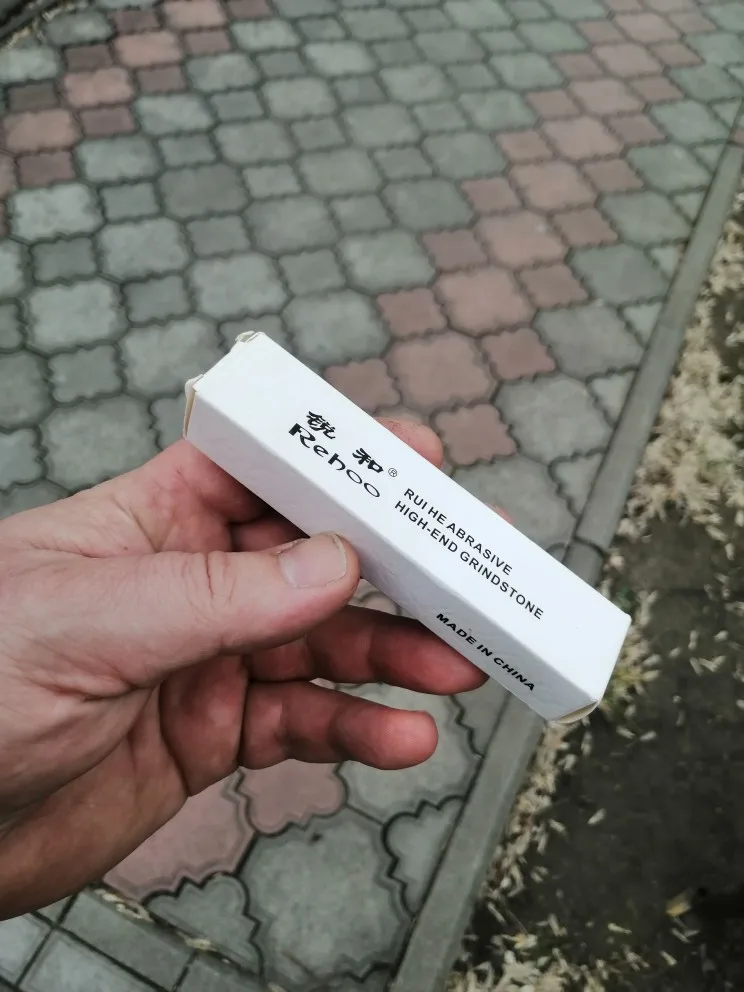 锐和®
Rehoo
RUI HE ABRASIVE
HIGH-END GRINDSTONE
MADE IN CHINA